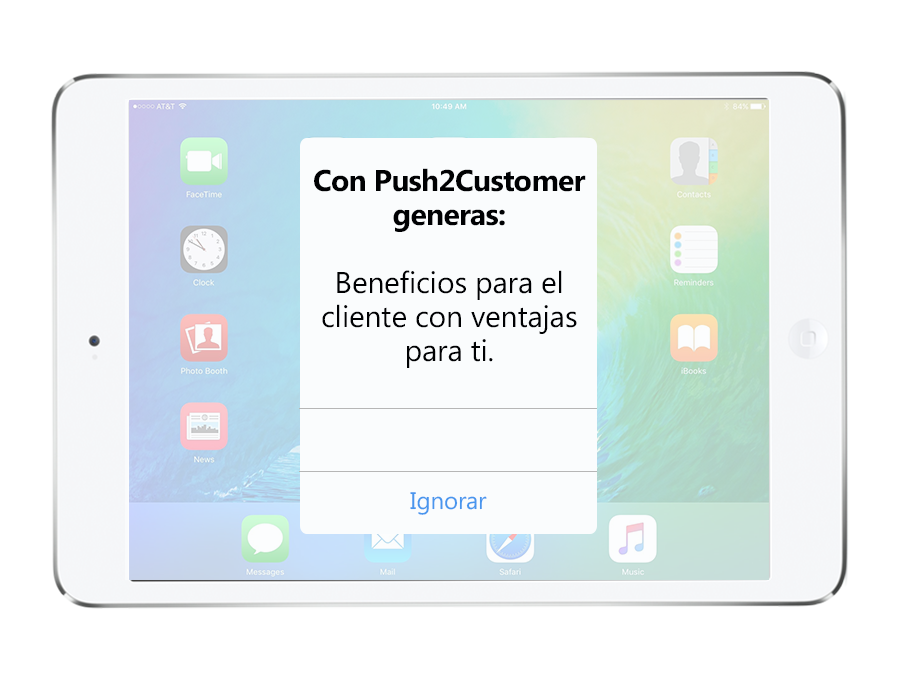 AT&T
10:49 AM
84%
Con Push2Customer
generas:
Beneficios para el
cliente con ventajas
para ti.
Ignorar
FaceTime
Contacts
Clock
Reminders
Photo Booth
iBooks
News
Messages
Mail
Safari
Music